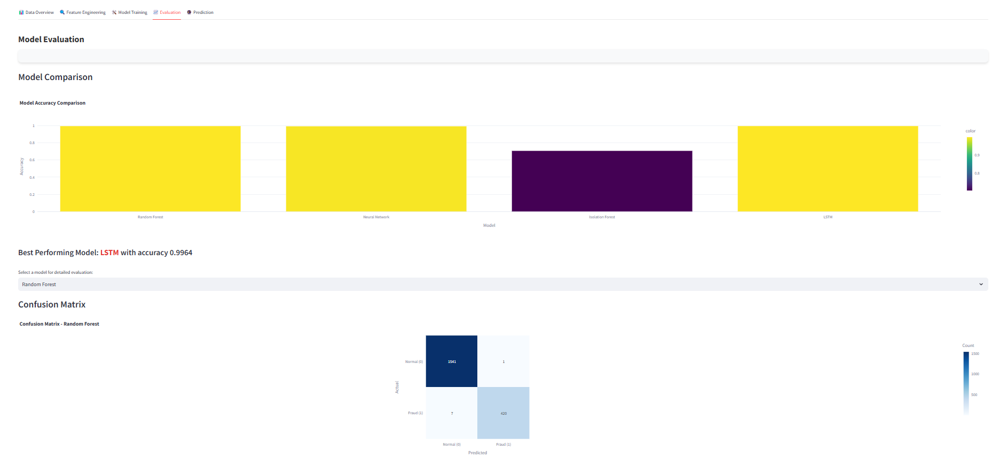 Data Overview Feature Engineering Model Training Evaluation Prediction
Model Evaluation
Model Comparison
Model Accuracy Comparison
1
0.8
0.6
0.4
0.2
0
Accuracy
Random Forest Neural Network Isolation Forest LSTM
Model
color
0.9
0.8
Best Performing Model: LSTM with accuracy 0.9964
Select a model for detailed evaluation:
Random Forest
Confusion Matrix
Confusion Matrix - Random Forest
Normal (0) 1541 1
Actual
Fraud (1) 7 420
Normal (0) Fraud (1)
Predicted
Count
1500
1000
500